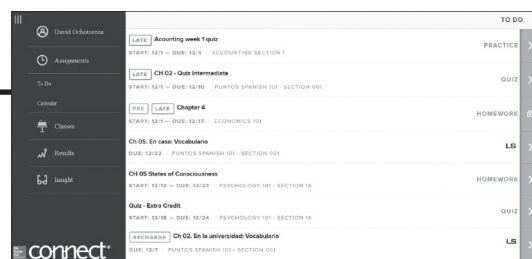 TO DO
David Ochotorena
Assignments
To Do
Calendar
Classes
Results
Insight
connect
LATE Acounting week 1 quiz
START: 12/1 — DUE: 12/4 · ACCOUNTING SECTION 1
PRACTICE
LATE CH 02 - Quiz Intermediate
START: 12/1 — DUE: 12/10 · PUNTOS SPANISH 101 - SECTION 001
QUIZ
PRE LATE Chapter 4
START: 12/1 — DUE: 12/17 · ECONOMICS 101
HOMEWORK
Ch 05. En casa: Vocabulario
DUE: 12/22 · PUNTOS SPANISH 101 - SECTION 001
LS
CH 05 States of Consciousness
START: 12/12 — DUE: 12/23 · PSYCHOLOGY 101 - SECTION 1A
HOMEWORK
Quiz - Extra Credit
START: 12/18 — DUE: 12/24 · PSYCHOLOGY 101 - SECTION 1A
QUIZ
RECHARGE Ch 02. En la universidad: Vocabulario
DUE: 12/7 · PUNTOS SPANISH 101 - SECTION 001
LS